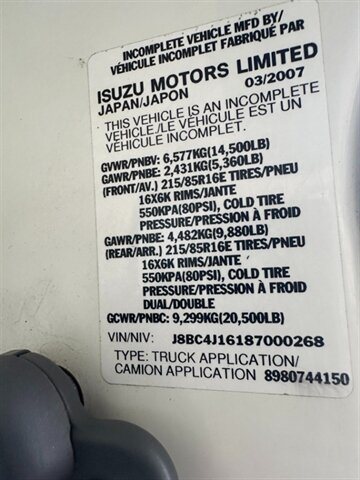 INCOMPLETE VEHICLE MFD BY/
VÉHICULE INCOMPLET FABRIQUÉ PAR
ISUZU MOTORS LIMITED
JAPAN/JAPON 03/2007
THIS VEHICLE IS AN INCOMPLETE
VEHICLE./LE VÉHICULE EST UN
VÉHICULE INCOMPLET.
GVWR/PNBV: 6,577KG(14,500LB)
GAWR/PNBE: 2,431KG(5,360LB)
(FRONT/AV.) 215/85R16E TIRES/PNEU
16X6K RIMS/JANTE
550KPA(80PSI), COLD TIRE
PRESSURE/PRESSION À FROID
GAWR/PNBE: 4,482KG(9,880LB)
(REAR/ARR.) 215/85R16E TIRES/PNEU
16X6K RIMS/JANTE
550KPA(80PSI), COLD TIRE
PRESSURE/PRESSION À FROID
DUAL/DOUBLE
GCWR/PNBC: 9,299KG(20,500LB)
VIN/NIV: J8BC4J16187000268
TYPE: TRUCK APPLICATION/
CAMION APPLICATION 8980744150